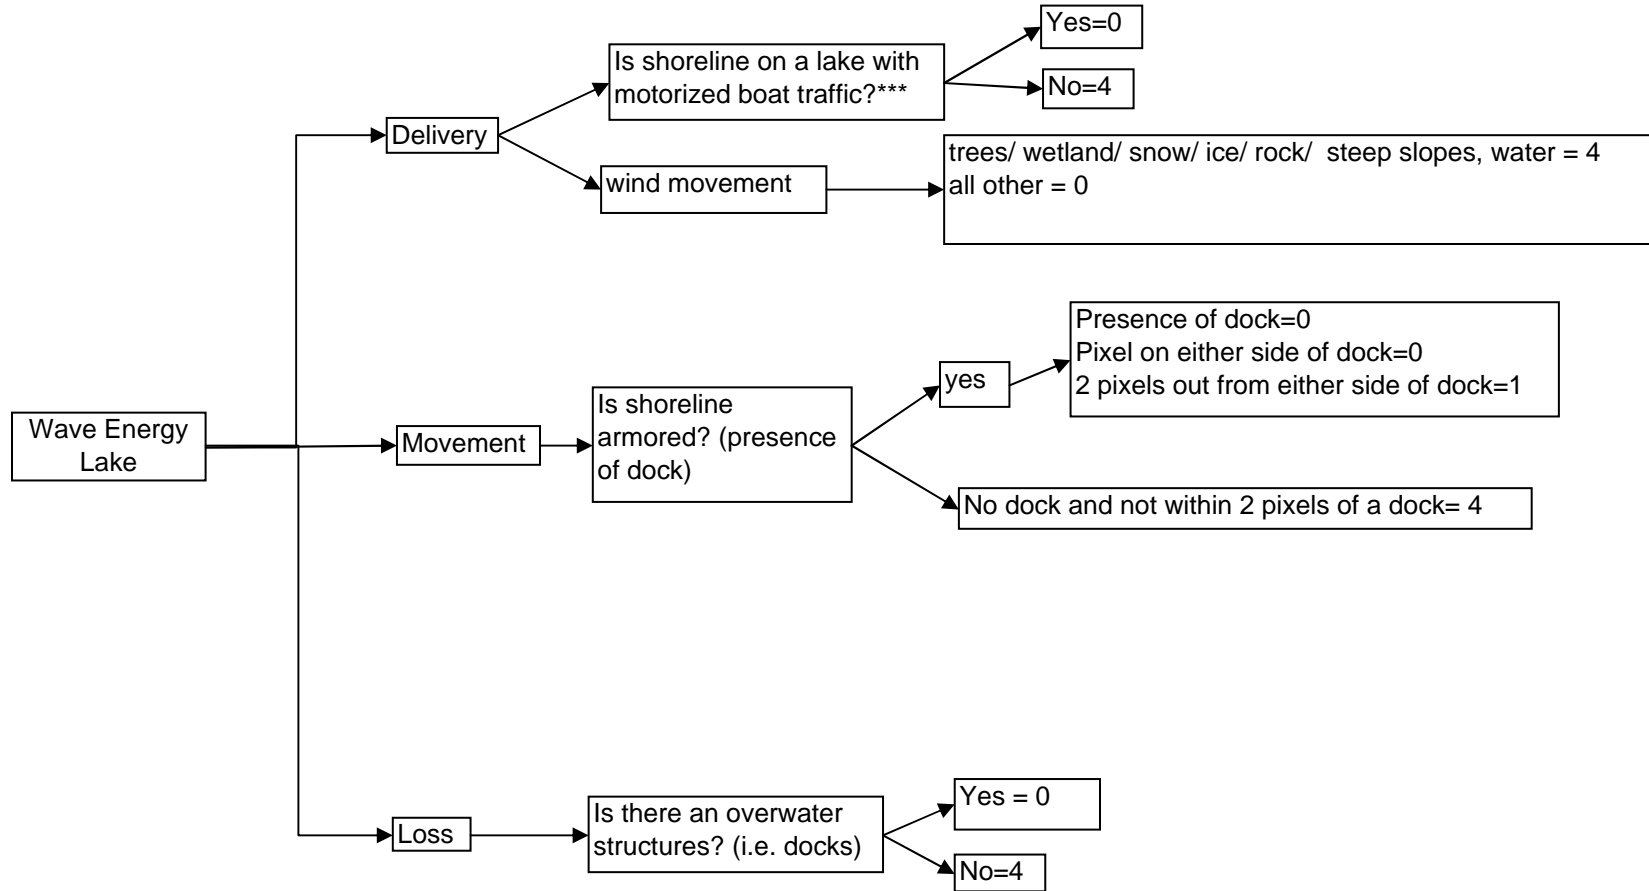 Yes=0
Is shoreline on a lake with
motorized boat traffic?***
No=4
Delivery
trees/ wetland/ snow/ ice/ rock/  steep slopes, water = 4
all other = 0
wind movement
Presence of dock=0
Pixel on either side of dock=0
2 pixels out from either side of dock=1
yes
Is shoreline
armored? (presence
of dock)
Wave Energy
Lake
Movement
No dock and not within 2 pixels of a dock= 4
Yes = 0
Is there an overwater
structures? (i.e. docks)
Loss
No=4